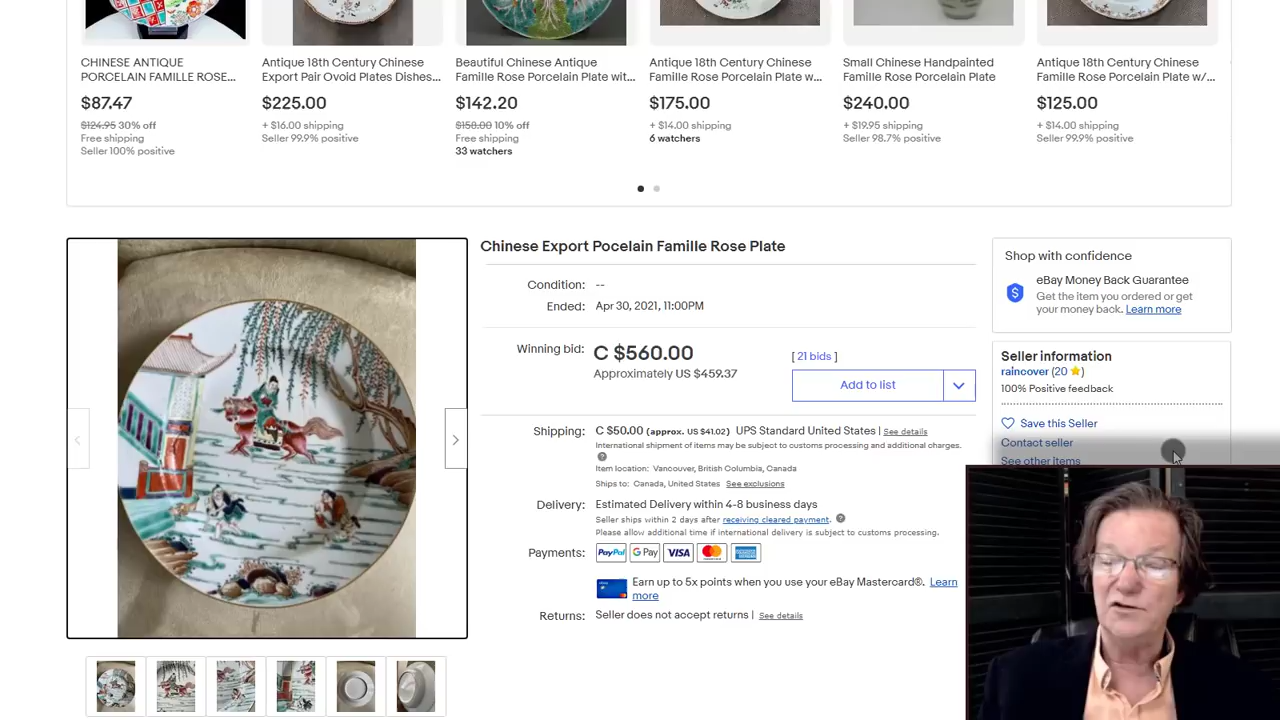 CHINESE ANTIQUE
PORCELAIN FAMILLE ROSE...
$87.47
$124.95 30% off
Free shipping
Seller 100% positive
Antique 18th Century Chinese
Export Pair Ovoid Plates Dishes...
$225.00
+ $16.00 shipping
Seller 99.9% positive
Beautiful Chinese Antique
Famille Rose Porcelain Plate wit...
$142.20
$158.00 10% off
Free shipping
33 watchers
Antique 18th Century Chinese
Famille Rose Porcelain Plate w...
$175.00
+ $14.00 shipping
6 watchers
Small Chinese Handpainted
Famille Rose Porcelain Plate
$240.00
+ $19.95 shipping
Seller 98.7% positive
Antique 18th Century Chinese
Famille Rose Porcelain Plate w/...
$125.00
+ $14.00 shipping
Seller 99.9% positive
Chinese Export Pocelain Famille Rose Plate
Condition: --
Ended: Apr 30, 2021, 11:00PM
Winning bid: C $560.00 [ 21 bids ]
Approximately US $459.37
Add to list
Shipping: C $50.00 (approx. US $41.02) UPS Standard United States | See details
International shipment of items may be subject to customs processing and additional charges.
Item location: Vancouver, British Columbia, Canada
Ships to: Canada, United States See exclusions
Delivery: Estimated Delivery within 4-8 business days
Seller ships within 2 days after receiving cleared payment.
Please allow additional time if international delivery is subject to customs processing.
Payments: PayPal G Pay VISA
Earn up to 5x points when you use your eBay Mastercard®. Learn
more
Returns: Seller does not accept returns | See details
Shop with confidence
eBay Money Back Guarantee
Get the item you ordered or get
your money back. Learn more
Seller information
raincover (20)
100% Positive feedback
Save this Seller
Contact seller
See other items